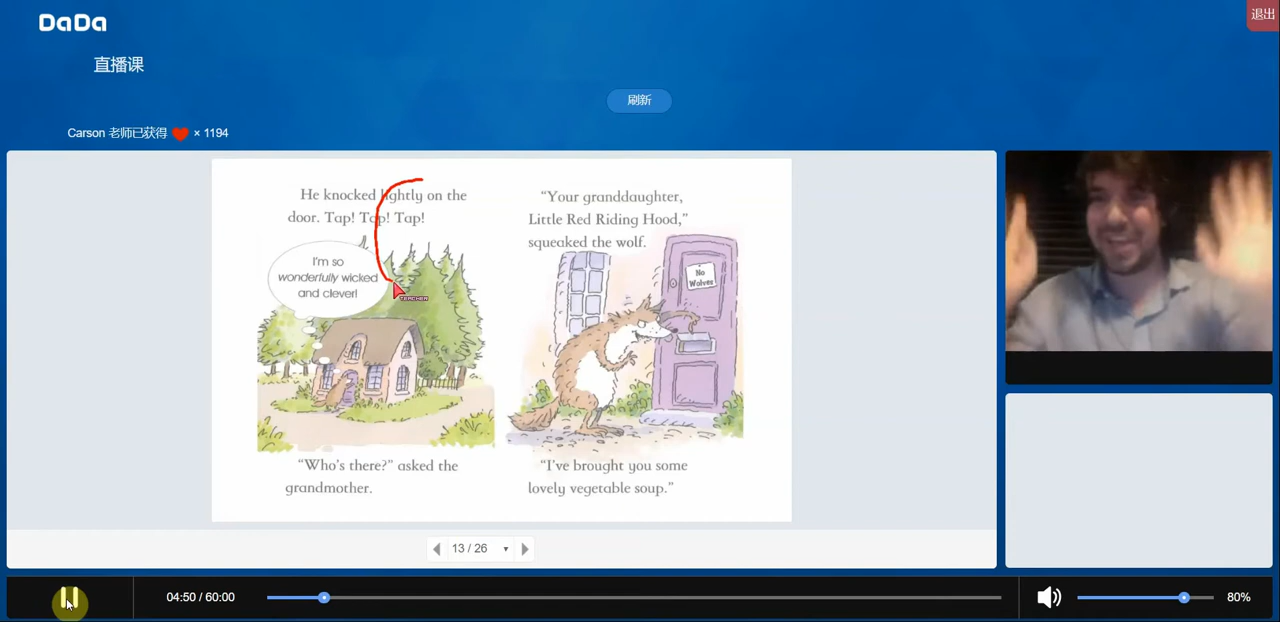 DaDa
退出
直播课
刷新
Carson 老师已获得 × 1194
He knocked lightly on the
door. Tap! Tap! Tap!
I'm so
wonderfully wicked
and clever!
TEACHER
"Who's there?" asked the
grandmother.
"Your granddaughter,
Little Red Riding Hood,"
squeaked the wolf.
No
Wolves
"I've brought you some
lovely vegetable soup."
13 / 26
04:50 / 60:00
80%